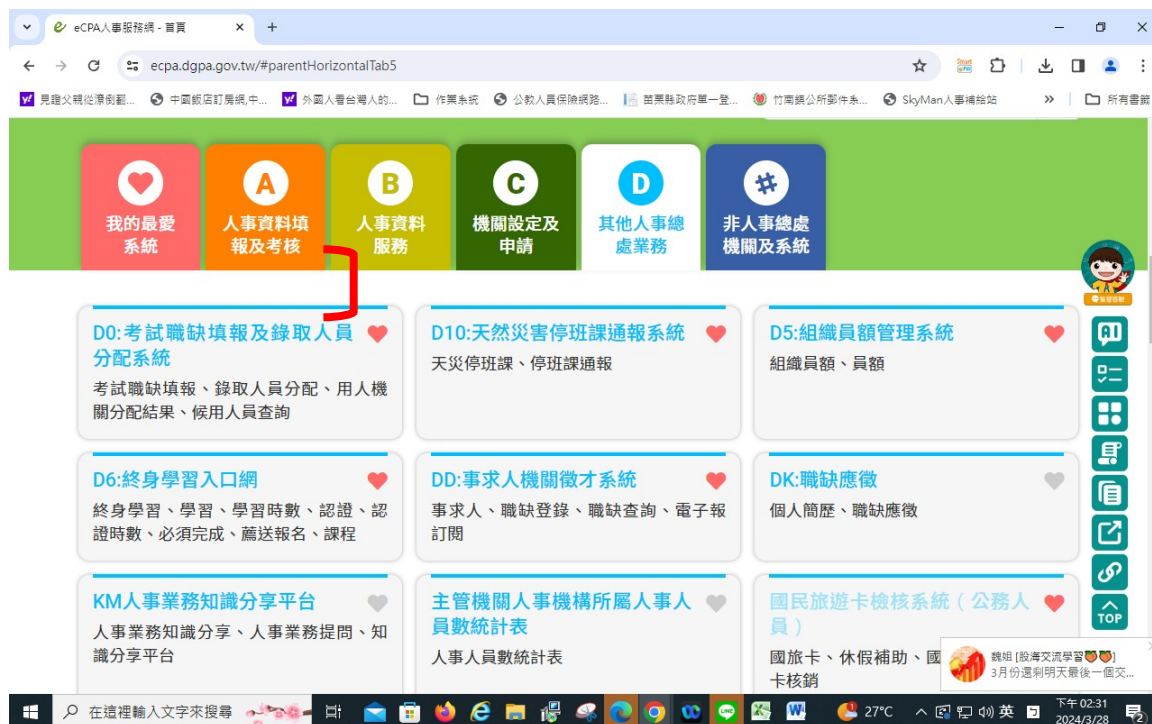 eCPA人事服務網 - 首頁
ecpa.dgpa.gov.tw/#parentHorizontalTab5
見證父親從潦倒翻...
中國飯店訂房網,中...
外國人看台灣人的...
作業系統
公教人員保險網路...
苗栗縣政府單一登...
竹南鎮公所郵件系...
SkyMan人事補給站
所有書籤
A
B
C
D
#
我的最愛
系統
人事資料填
報及考核
人事資料
服務
機關設定及
申請
其他人事總
處業務
非人事總處
機關及系統
D0:考試職缺填報及錄取人員
分配系統
考試職缺填報、錄取人員分配、用人機
關分配結果、候用人員查詢
D10:天然災害停班課通報系統
天災停班課、停班課通報
D5:組織員額管理系統
組織員額、員額
D6:終身學習入口網
終身學習、學習、學習時數、認證、認
證時數、必須完成、薦送報名、課程
DD:事求人機關徵才系統
事求人、職缺登錄、職缺查詢、電子報
訂閱
DK:職缺應徵
個人簡歷、職缺應徵
KM人事業務知識分享平台
人事業務知識分享、人事業務提問、知
識分享平台
主管機關人事機構所屬人事人
員數統計表
人事人員數統計表
國民旅遊卡檢核系統（公務人
員）
國旅卡、休假補助、國
卡核銷
TOP
魏姐 [股海交流學習]
3月份還剩明天最後一個交...
在這裡輸入文字來搜尋
27°C
英
下午 02:31
2024/3/28